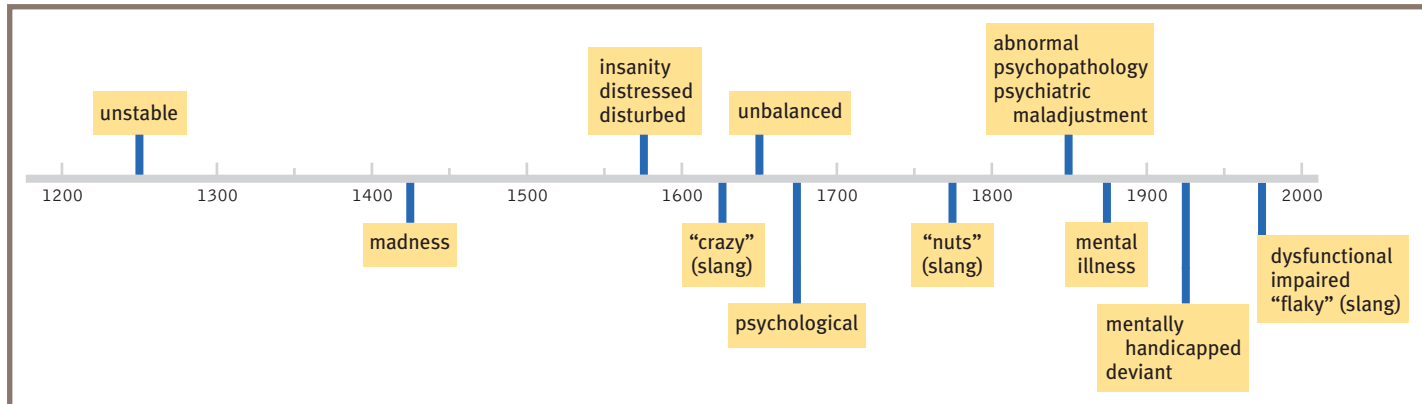 unstable
insanity
distressed
disturbed
unbalanced
abnormal
psychopathology
psychiatric
maladjustment
1200
1300
1400
1500
1600
1700
1800
1900
2000
madness
“crazy”
(slang)
psychological
“nuts”
(slang)
mental
illness
mentally
handicapped
deviant
dysfunctional
impaired
“flaky” (slang)